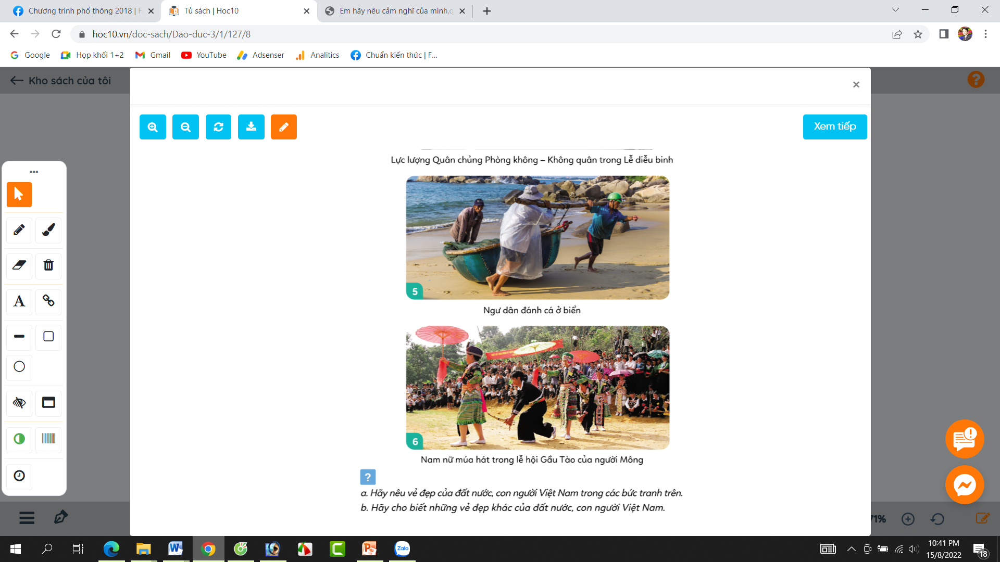 Chương trình phổ thông 2018 | F
Tủ sách | Hoc10
Em hãy nêu cảm nghĩ của mình,q
hoc10.vn/doc-sach/Dao-duc-3/1/127/8
Google
Họp khối 1+2
Gmail
YouTube
Adsenser
Analitics
Chuẩn kiến thức | F...
Kho sách của tôi
?
Xem tiếp
Lực lượng Quân chủng Phòng không – Không quân trong Lễ diễu binh
5
Ngư dân đánh cá ở biển
6
Nam nữ múa hát trong lễ hội Gầu Tào của người Mông
?
a. Hãy nêu vẻ đẹp của đất nước, con người Việt Nam trong các bức tranh trên.
b. Hãy cho biết những vẻ đẹp khác của đất nước, con người Việt Nam.
A
71%
Zalo
10:41 PM
15/8/2022
18